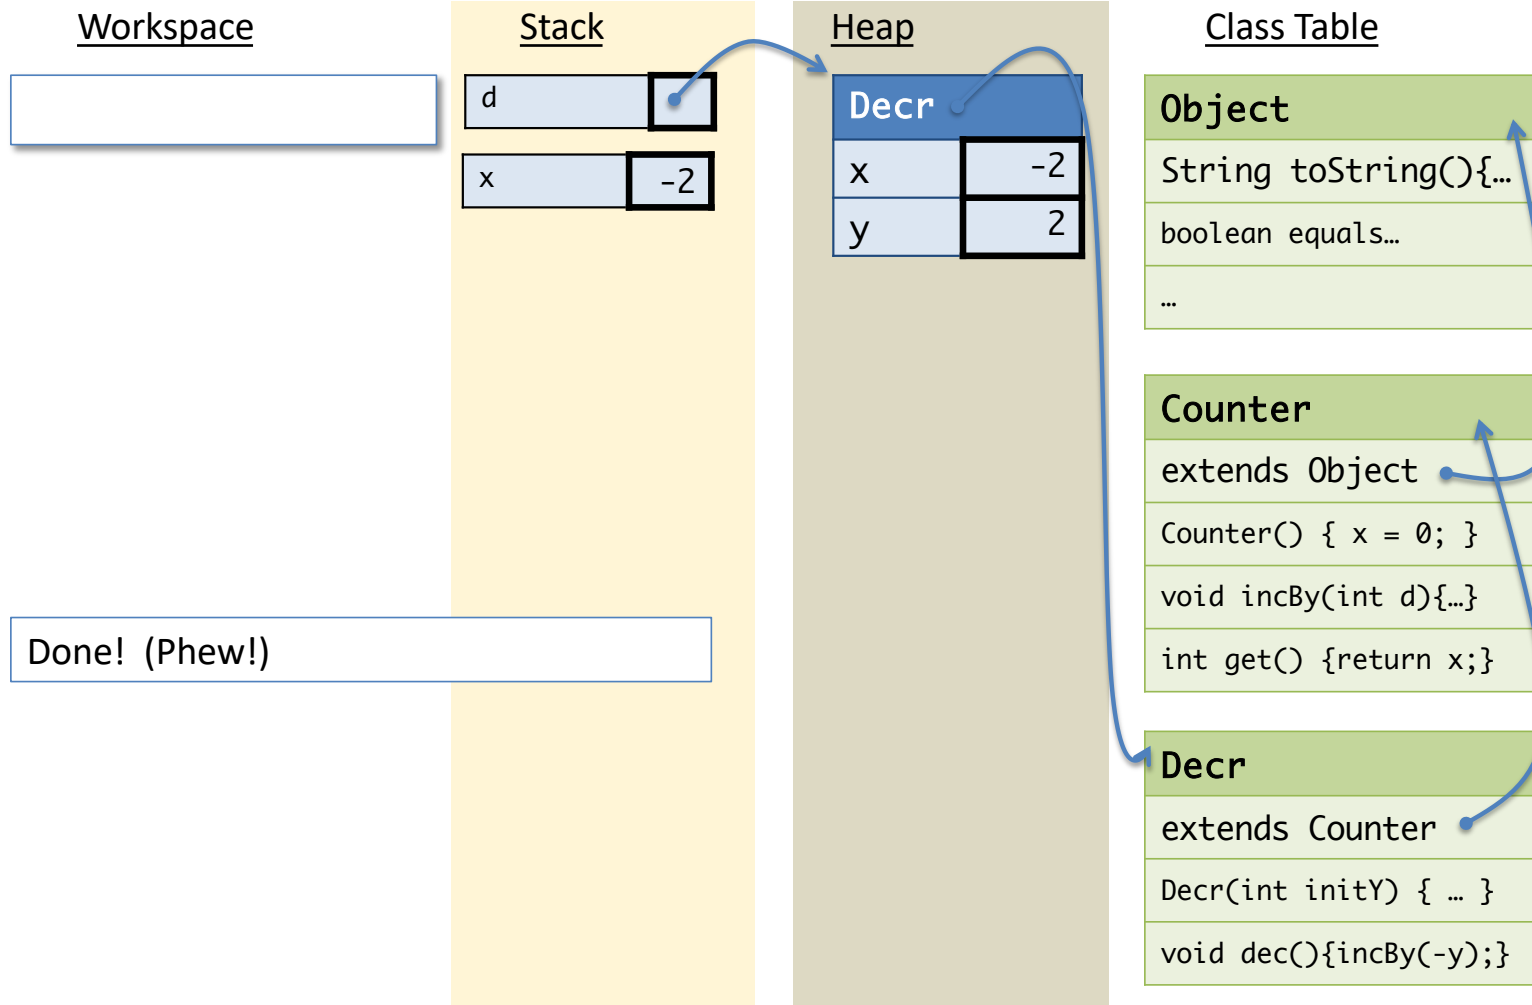 Workspace
Stack
Heap
Class Table
d
x -2
Decr
x -2
y 2
Object
String toString(){…
boolean equals…
…
Counter
extends Object
Counter() { x = 0; }
void incBy(int d){…}
int get() {return x;}
Done! (Phew!)
Decr
extends Counter
Decr(int initY) { … }
void dec(){incBy(-y);}